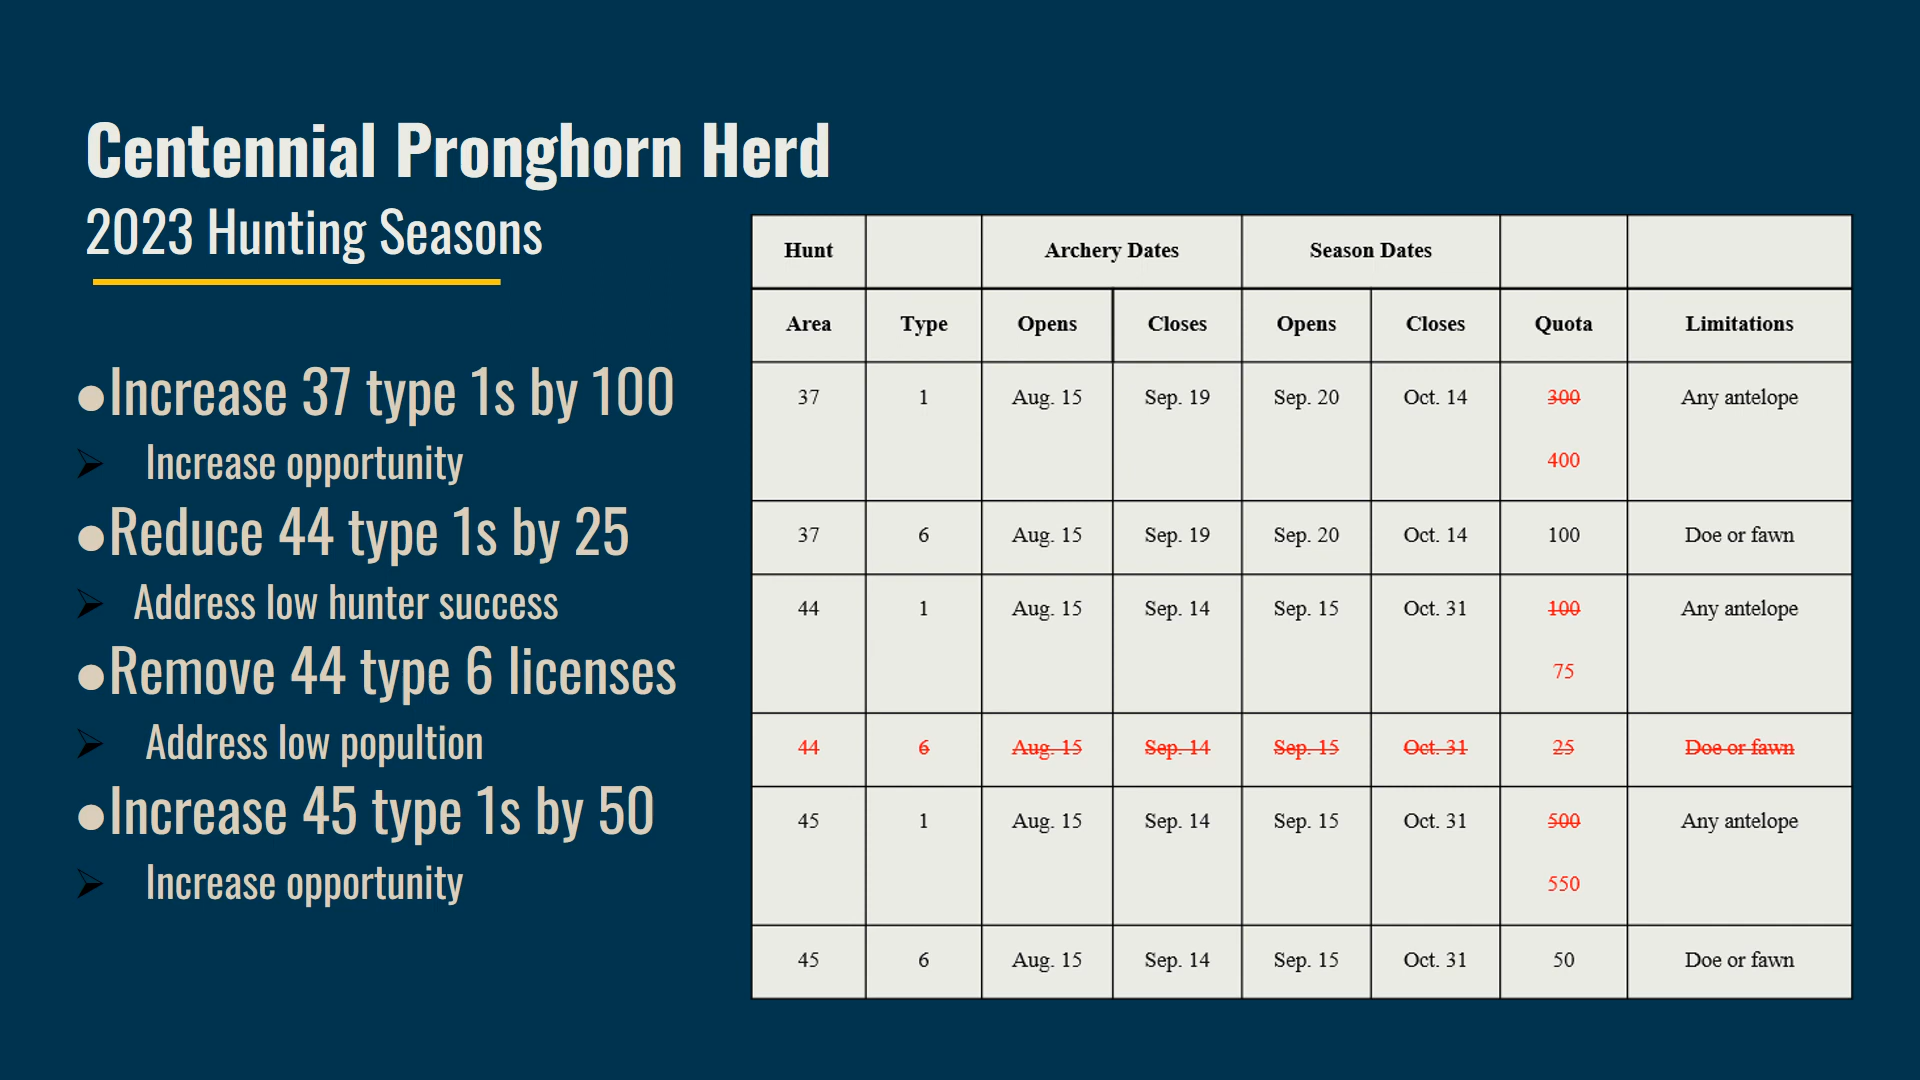 Centennial Pronghorn Herd
2023 Hunting Seasons
●Increase 37 type 1s by 100
➢ Increase opportunity
●Reduce 44 type 1s by 25
➢ Address low hunter success
●Remove 44 type 6 licenses
➢ Address low popultion
●Increase 45 type 1s by 50
➢ Increase opportunity
Hunt Archery Dates Season Dates
Area Type Opens Closes Opens Closes Quota Limitations
37 1 Aug. 15 Sep. 19 Sep. 20 Oct. 14 300 Any antelope
400
37 6 Aug. 15 Sep. 19 Sep. 20 Oct. 14 100 Doe or fawn
44 1 Aug. 15 Sep. 14 Sep. 15 Oct. 31 100 Any antelope
75
44 6 Aug. 15 Sep. 14 Sep. 15 Oct. 31 25 Doe or fawn
45 1 Aug. 15 Sep. 14 Sep. 15 Oct. 31 500 Any antelope
550
45 6 Aug. 15 Sep. 14 Sep. 15 Oct. 31 50 Doe or fawn